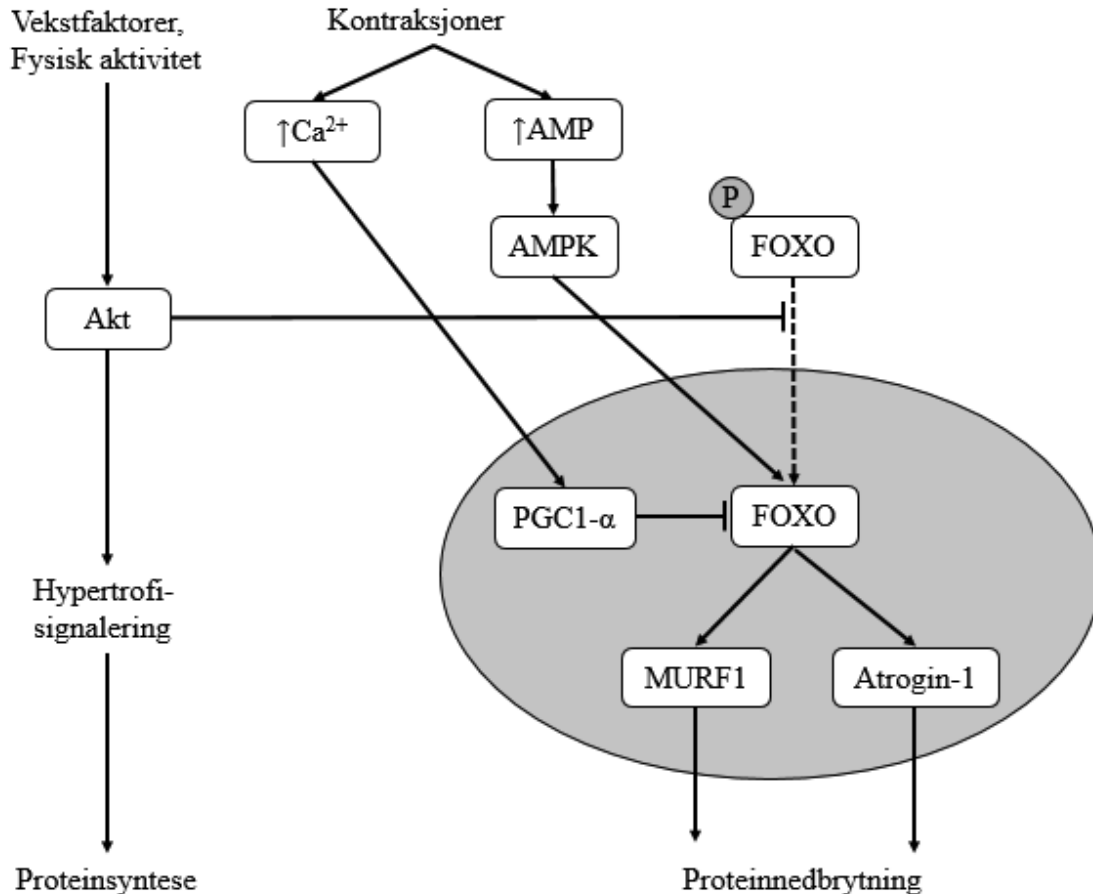 Vekstfaktorer,
Fysisk aktivitet
Kontraksjoner
↑Ca²⁺
↑AMP
P
AMPK
FOXO
Akt
PGC1-α
FOXO
Hypertrofi-
signalering
MURF1
Atrogin-1
Proteinsyntese
Proteinnedbrytning